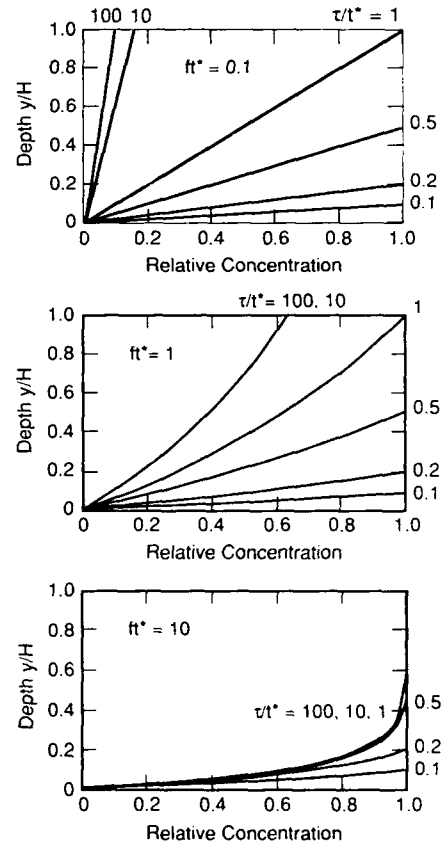 100 10 τ/t* = 1
1.0
0.8
0.6
0.4
0.2
0
Depth y/H
ft* = 0.1
0.5
0.2
0.1
0 0.2 0.4 0.6 0.8 1.0
Relative Concentration
τ/t* = 100, 10
1
1.0
0.8
0.6
0.4
0.2
0
Depth y/H
ft* = 1
0.5
0.2
0.1
0 0.2 0.4 0.6 0.8 1.0
Relative Concentration
1.0
0.8
0.6
0.4
0.2
0
Depth y/H
ft* = 10
τ/t* = 100, 10, 1
0.5
0.2
0.1
0 0.2 0.4 0.6 0.8 1.0
Relative Concentration